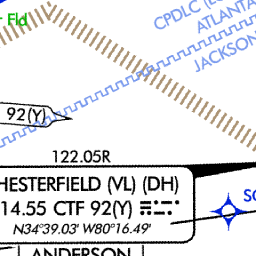 Fld
CPDLC
ATLANTA
JACKSON
92(Y)
122.05R
HESTERFIELD (VL) (DH)
14.55 CTF 92(Y)
N34°39.03' W80°16.49'
ANDERSON